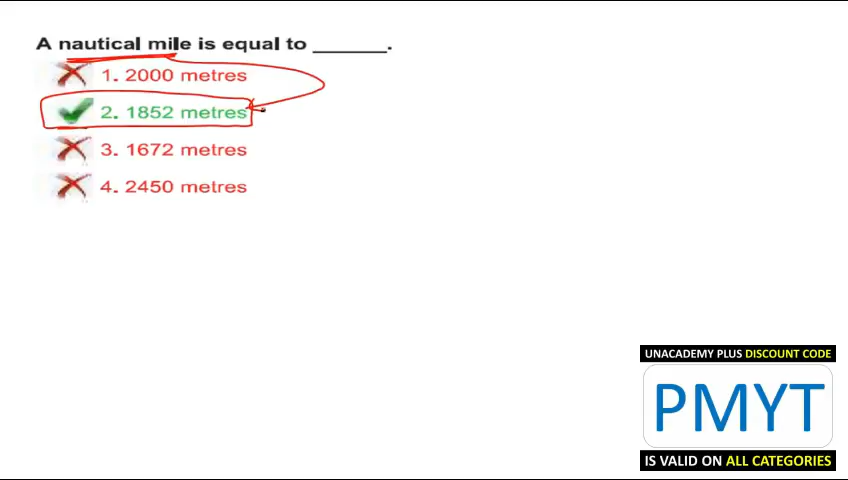 A nautical mile is equal to _______.
1. 2000 metres
2. 1852 metres
3. 1672 metres
4. 2450 metres
UNACADEMY PLUS DISCOUNT CODE
PMYT
IS VALID ON ALL CATEGORIES